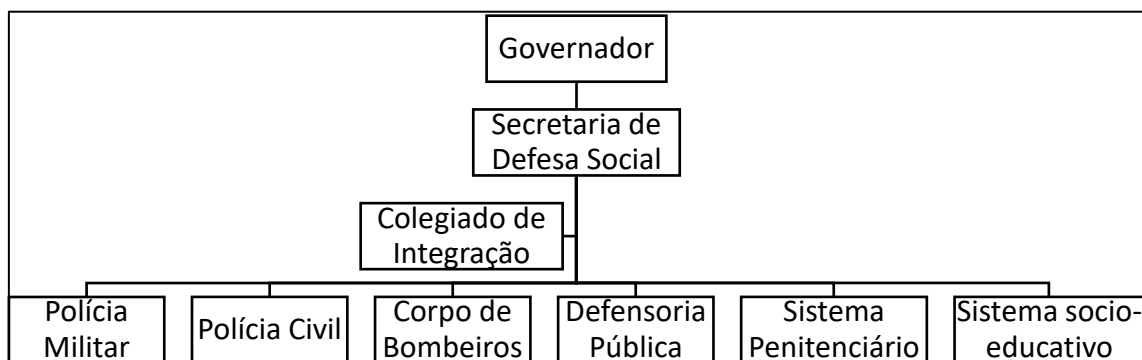 Governador
Secretaria de
Defesa Social
Colegiado de
Integração
Polícia
Militar
Polícia Civil
Corpo de
Bombeiros
Defensoria
Pública
Sistema
Penitenciário
Sistema socio-
educativo